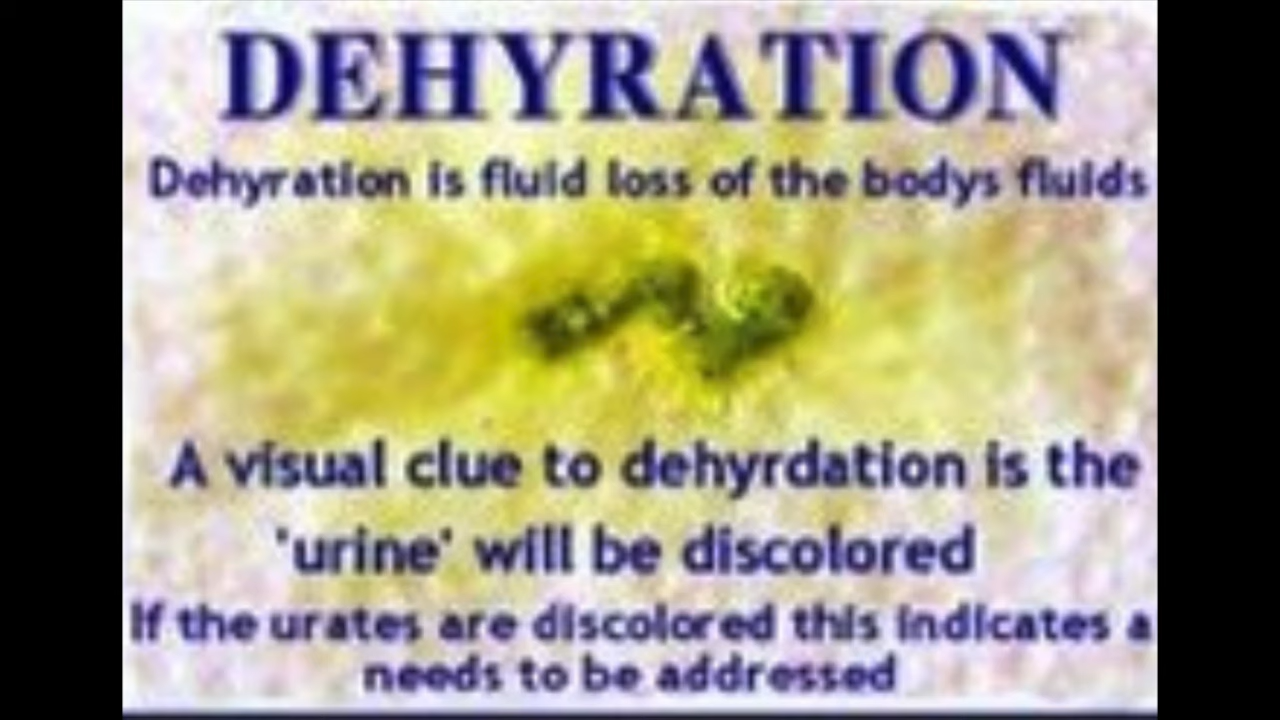 DEHYRATION
Dehyration is fluid loss of the bodys fluids
A visual clue to dehyrdation is the
'urine' will be discolored
If the urates are discolored this indicates a
needs to be addressed